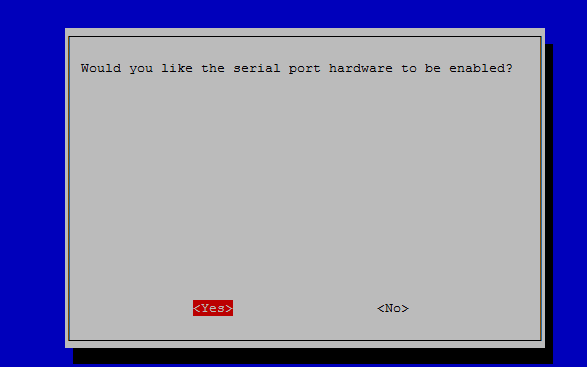 Would you like the serial port hardware to be enabled?
<Yes> <No>